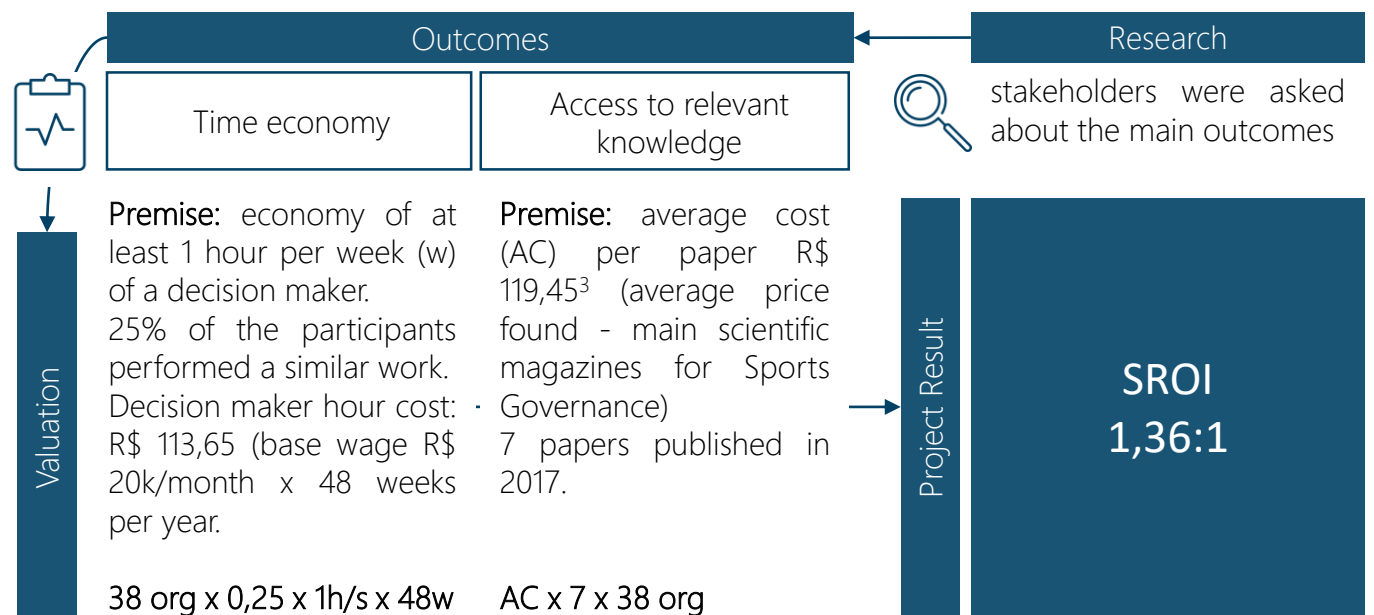 Outcomes
Research
Time economy
Access to relevant
knowledge
stakeholders were asked
about the main outcomes
Valuation
Premise: economy of at
least 1 hour per week (w)
of a decision maker.
25% of the participants
performed a similar work.
Decision maker hour cost:
R$ 113,65 (base wage R$
20k/month x 48 weeks
per year.
38 org x 0,25 x 1h/s x 48w
Premise: average cost
(AC) per paper R$
119,45³ (average price
found - main scientific
magazines for Sports
Governance)
7 papers published in
2017.
AC x 7 x 38 org
Project Result
SROI
1,36:1